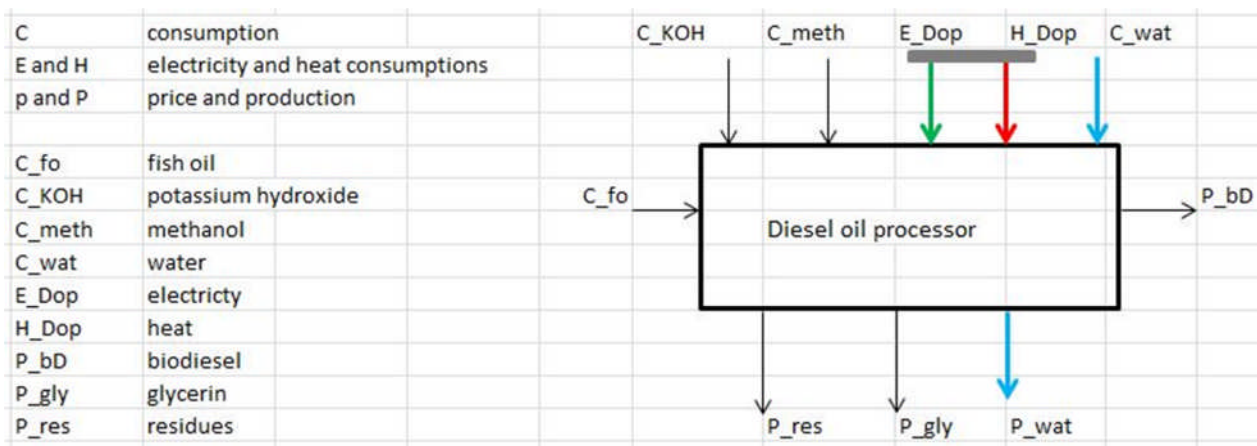 C consumption
E and H electricity and heat consumptions
p and P price and production
C_fo fish oil
C_KOH potassium hydroxide
C_meth methanol
C_wat water
E_Dop electricty
H_Dop heat
P_bD biodiesel
P_gly glycerin
P_res residues
C_KOH C_meth E_Dop H_Dop C_wat
C_fo
Diesel oil processor
P_bD
P_res P_gly P_wat